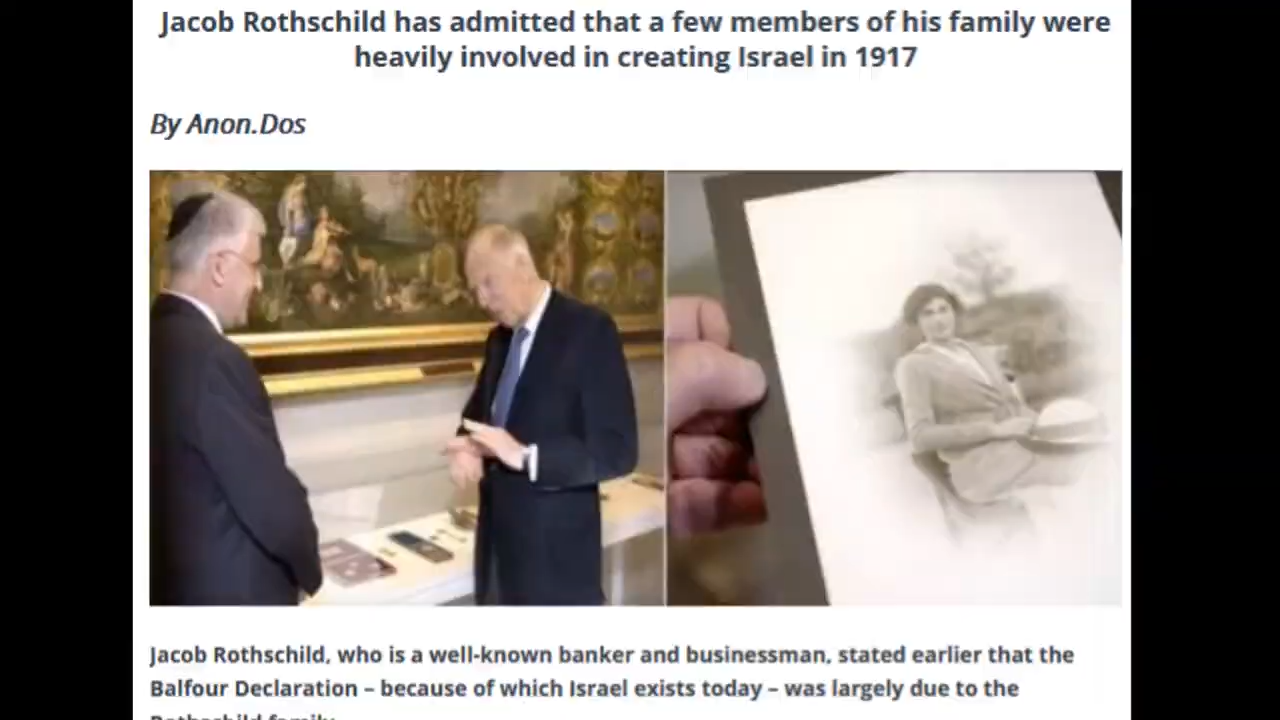 Jacob Rothschild has admitted that a few members of his family were
heavily involved in creating Israel in 1917
By Anon.Dos
Jacob Rothschild, who is a well-known banker and businessman, stated earlier that the
Balfour Declaration – because of which Israel exists today – was largely due to the
Rothschild family